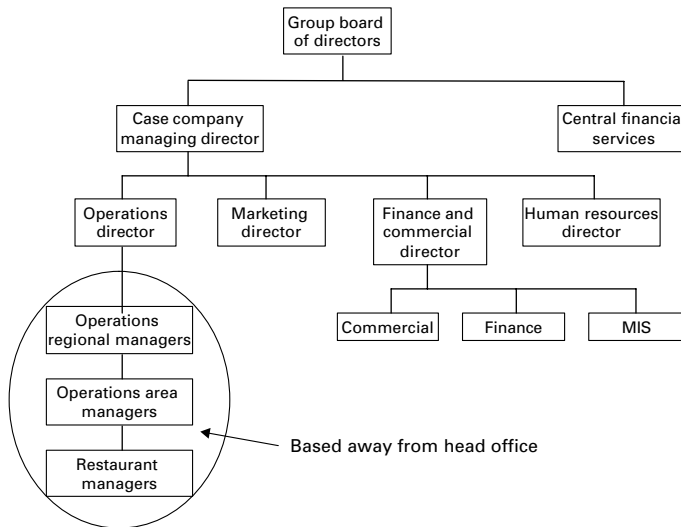 Group board
of directors
Case company
managing director
Central financial
services
Operations
director
Marketing
director
Finance and
commercial
director
Human resources
director
Operations
regional managers
Commercial
Finance
MIS
Operations area
managers
Based away from head office
Restaurant
managers